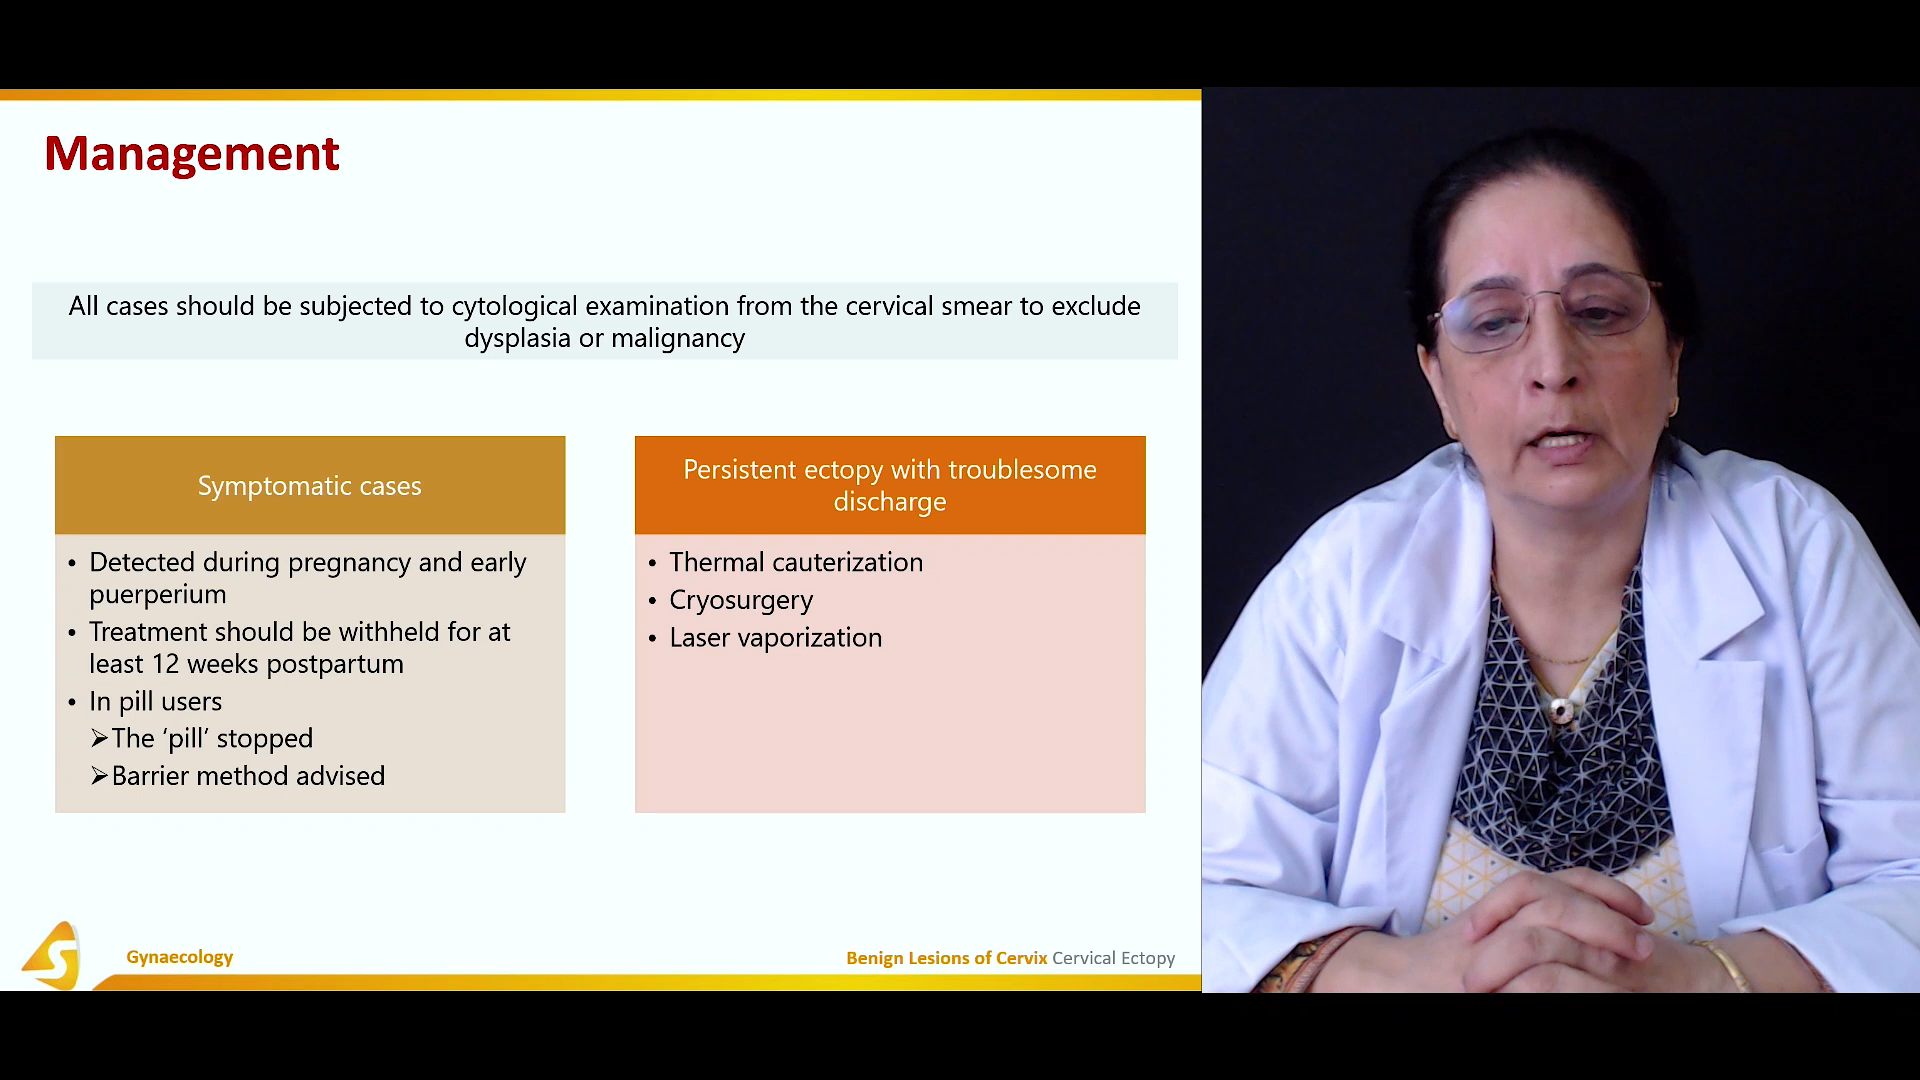 Management
All cases should be subjected to cytological examination from the cervical smear to exclude
dysplasia or malignancy
Symptomatic cases
• Detected during pregnancy and early
puerperium
• Treatment should be withheld for at
least 12 weeks postpartum
• In pill users
➢The ‘pill’ stopped
➢Barrier method advised
Persistent ectopy with troublesome
discharge
• Thermal cauterization
• Cryosurgery
• Laser vaporization
S
Gynaecology
Benign Lesions of Cervix Cervical Ectopy